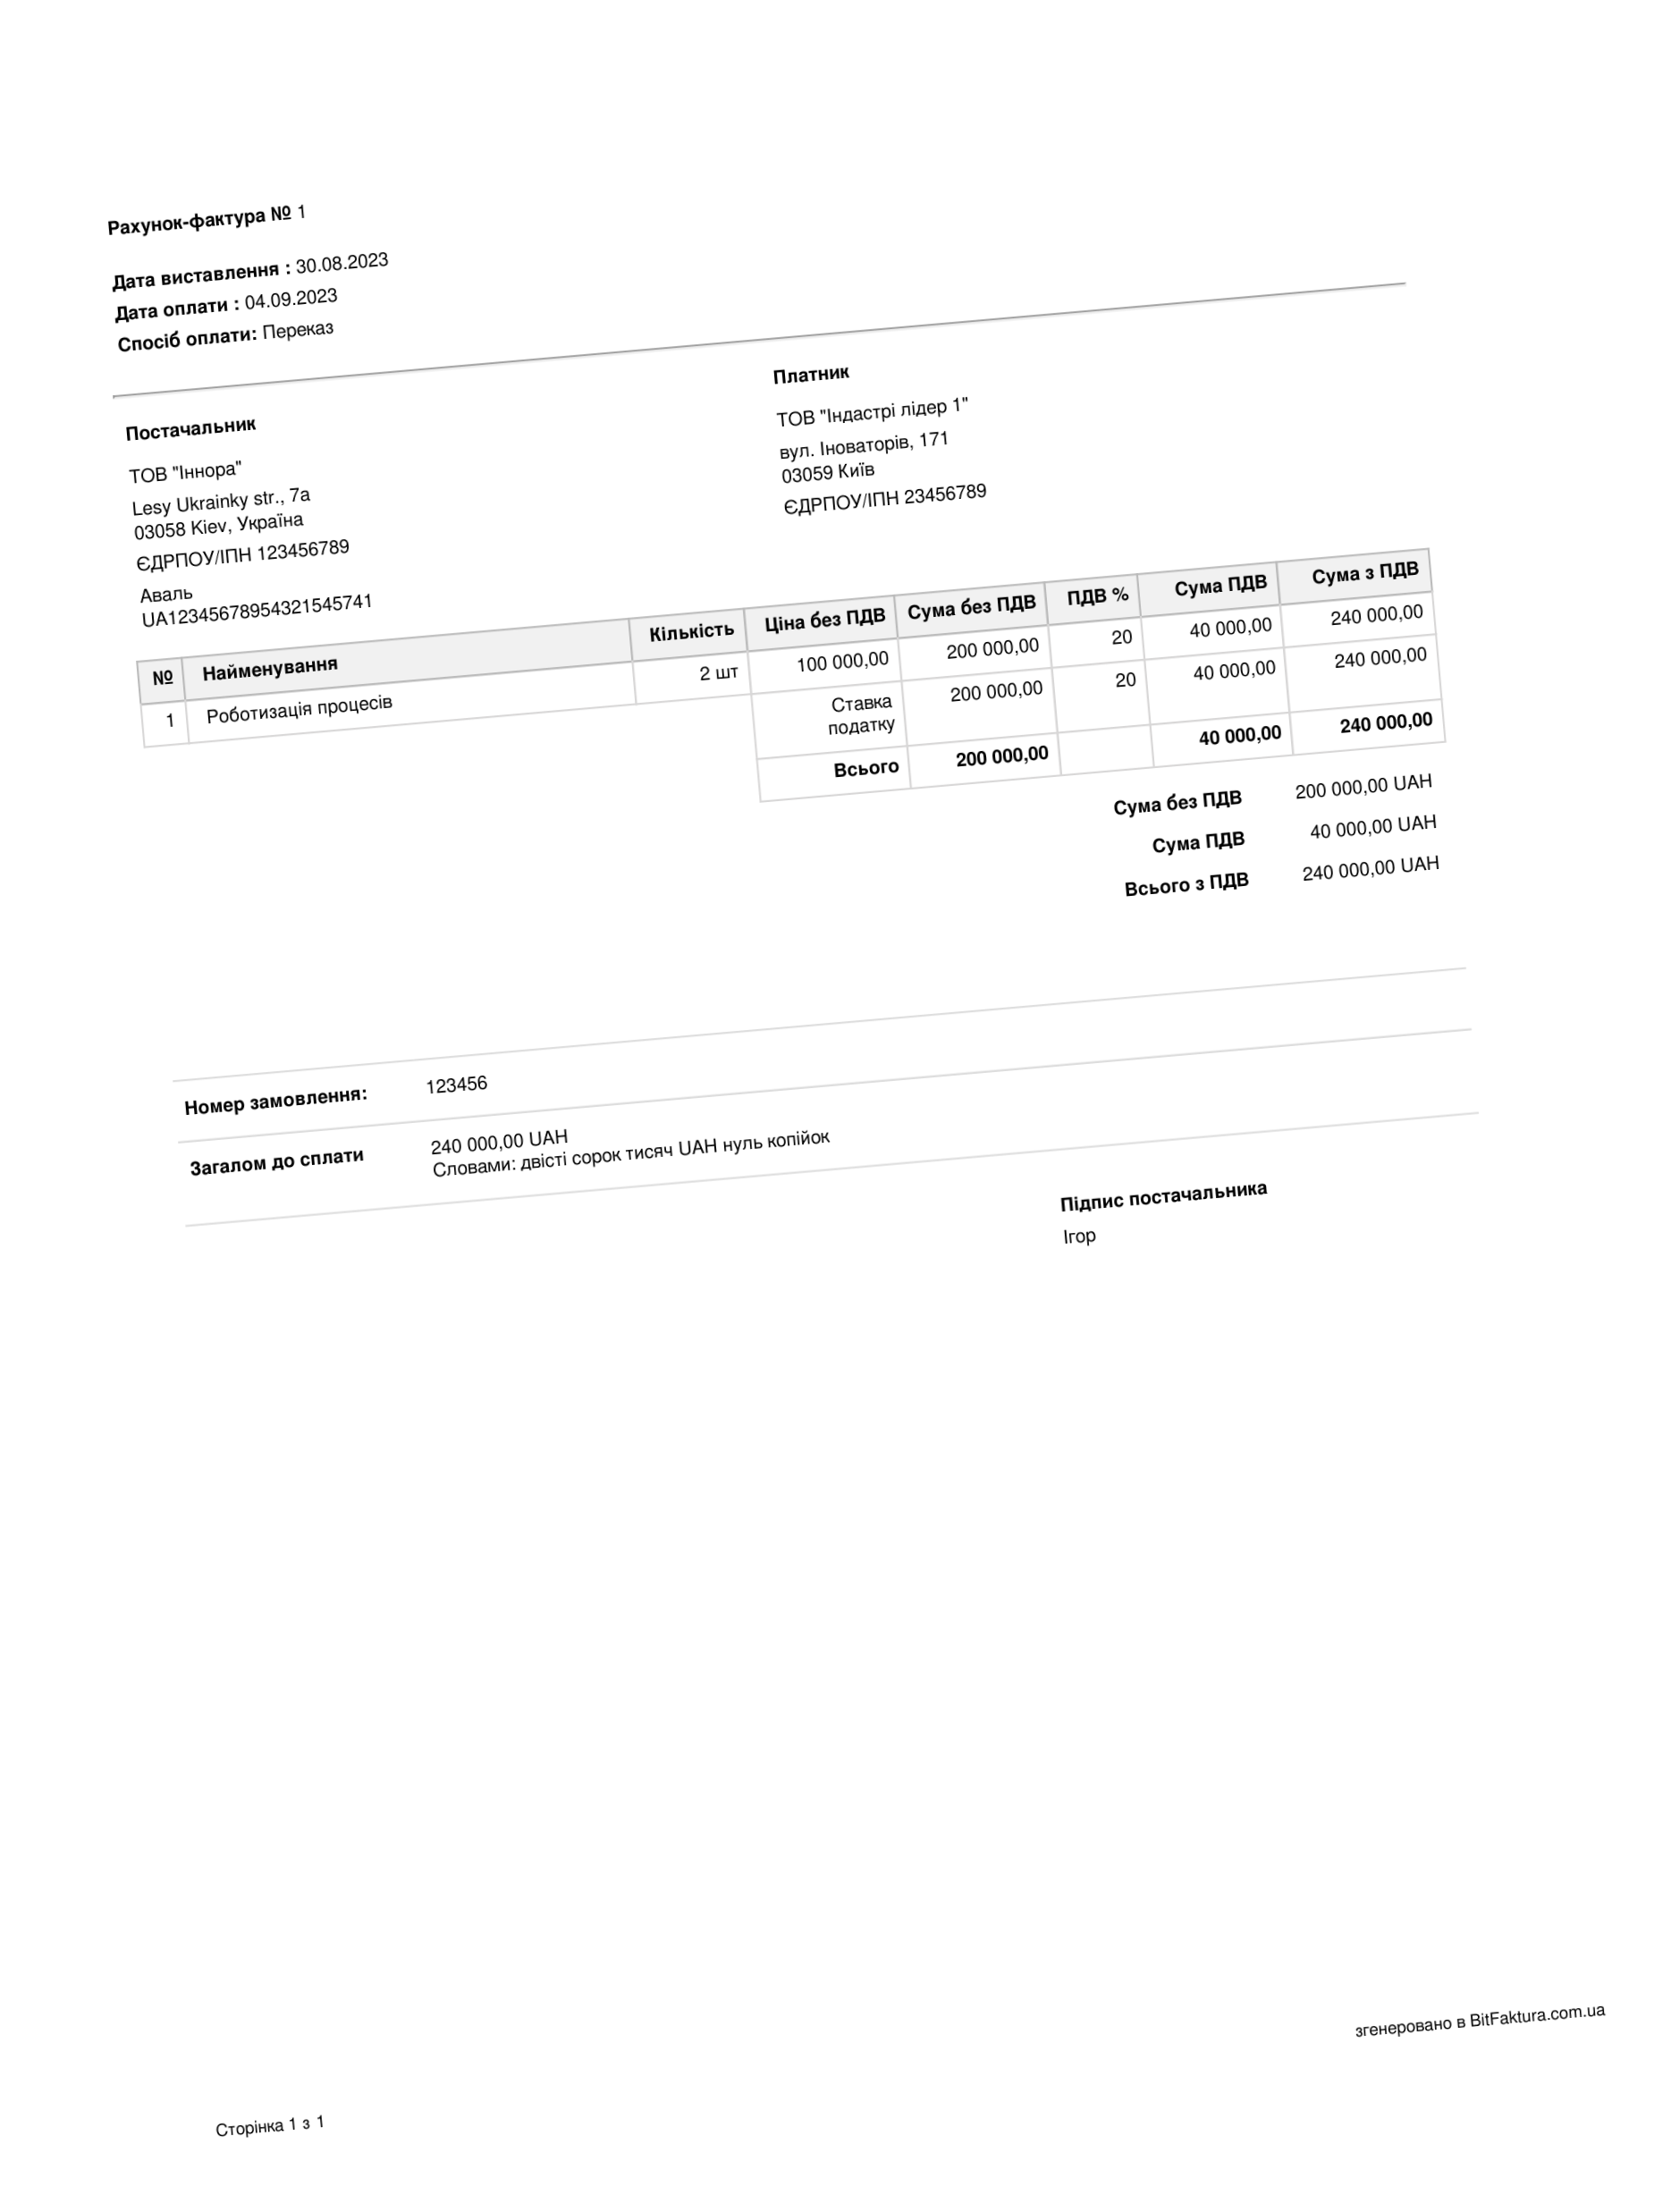 Рахунок-фактура № 1
Дата виставлення : 30.08.2023
Дата оплати : 04.09.2023
Спосіб оплати: Переказ
Постачальник
ТОВ "Іннора"
Lesy Ukrainky str., 7a
03058 Kiev, Україна
ЄДРПОУ/ІПН 123456789
Аваль
UA12345678954321545741
Платник
ТОВ "Індастрі лідер 1"
вул. Іноваторів, 171
03059 Київ
ЄДРПОУ/ІПН 23456789
№ Найменування Кількість Ціна без ПДВ Сума без ПДВ ПДВ % Сума ПДВ Сума з ПДВ
1 Роботизація процесів 2 шт 100 000,00 200 000,00 20 40 000,00 240 000,00
Ставка 200 000,00 20 40 000,00 240 000,00
податку
Всього 200 000,00 40 000,00 240 000,00
Сума без ПДВ 200 000,00 UAH
Сума ПДВ 40 000,00 UAH
Всього з ПДВ 240 000,00 UAH
Номер замовлення: 123456
Загалом до сплати 240 000,00 UAH
Словами: двісті сорок тисяч UAH нуль копійок
Підпис постачальника
Ігор
згенеровано в BitFaktura.com.ua
Сторінка 1 з 1